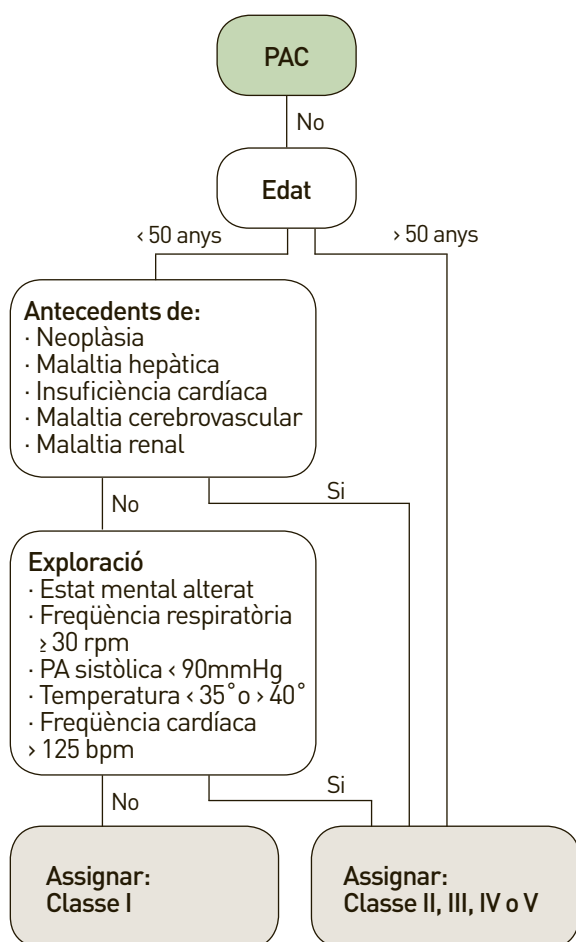 PAC
No
Edat
< 50 anys
> 50 anys
Antecedents de:
· Neoplàsia
· Malaltia hepàtica
· Insuficiència cardíaca
· Malaltia cerebrovascular
· Malaltia renal
No
Si
Exploració
· Estat mental alterat
· Freqüència respiratòria
≥ 30 rpm
· PA sistòlica < 90mmHg
· Temperatura < 35° o > 40°
· Freqüència cardíaca
> 125 bpm
No
Si
Assignar:
Classe I
Assignar:
Classe II, III, IV o V